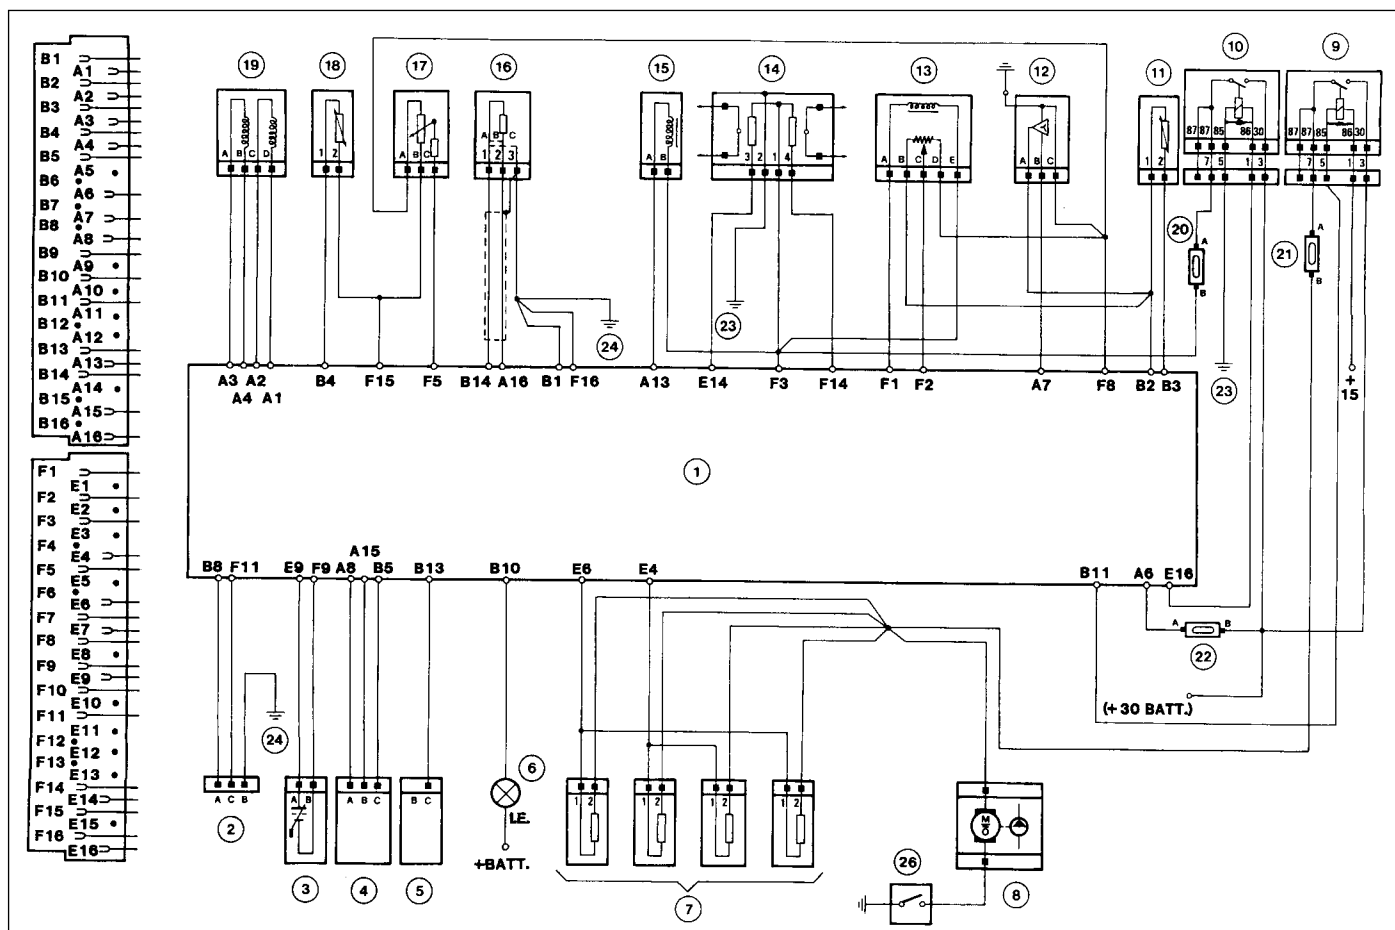 B1
A1
B2
A2
B3
A3
B4
A4
B5
A5
B6
A6
B7
A7
B8
A8
B9
A9
B10
A10
B11
A11
B12
A12
B13
A13
B14
A14
B15
A15
B16
A16
F1
E1
F2
E2
F3
E3
F4
E4
F5
E5
F6
E6
F7
E7
F8
E8
F9
E9
F10
E10
F11
E11
F12
E12
F13
E13
F14
E14
F15
E15
F16
E16
19 18 17 16 15 14 13 12 11 10 9
A B C D
1 2
A B C
A B C
1 2 3
A B
3 2 1 4
A B C D E
A B C
1 2
87 87 85 86 30
7 5 1 3
87 87 85 86 30
7 5 1 3
20 A B
21 A B
23
24
23
+
15
A3 A4 A2 A1 B4 F15 F5 B14 A16 B1 F16 A13 E14 F3 F14 F1 F2 A7 F8 B2 B3
1
B8 F11 E9 F9 A8 A15 B5 B13 B10 E6 E4 B11 A6 E16
A B
22
(+30 BATT.)
24
A C B
2
A B
3
A B C
4
B C
5
6
I.E.
+BATT.
1 2
1 2
1 2
1 2
7
M
8
26